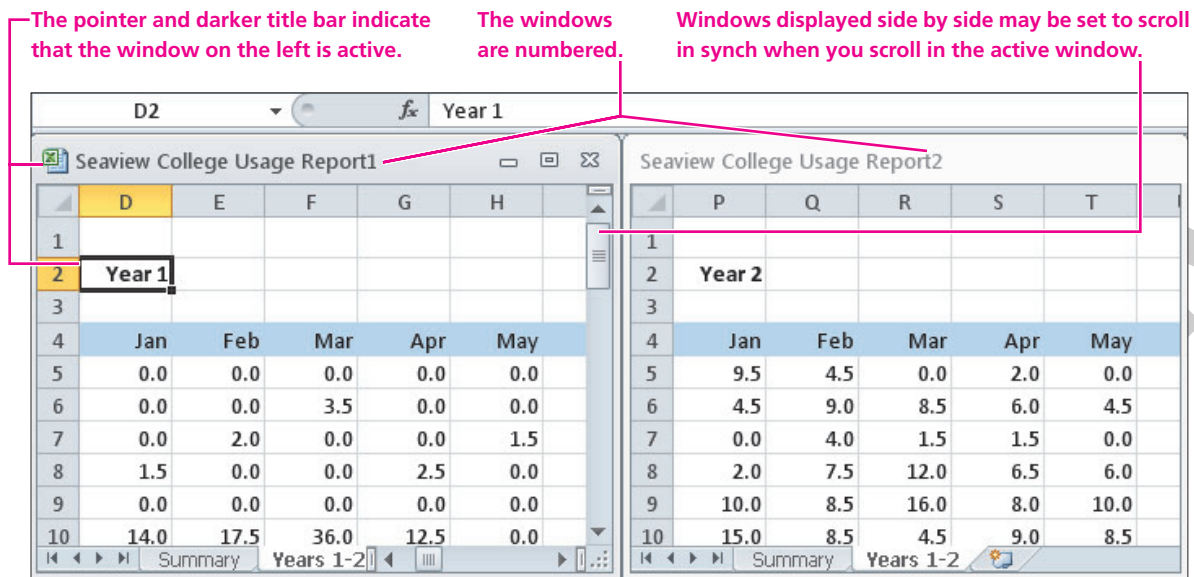 The pointer and darker title bar indicate
that the window on the left is active.
The windows
are numbered.
Windows displayed side by side may be set to scroll
in synch when you scroll in the active window.
D2 fx Year 1
Seaview College Usage Report1
D E F G H
1
2 Year 1
3
4 Jan Feb Mar Apr May
5 0.0 0.0 0.0 0.0 0.0
6 0.0 0.0 3.5 0.0 0.0
7 0.0 2.0 0.0 0.0 1.5
8 1.5 0.0 0.0 2.5 0.0
9 0.0 0.0 0.0 0.0 0.0
10 14.0 17.5 36.0 12.5 0.0
Summary Years 1-2
Seaview College Usage Report2
P Q R S T
1
2 Year 2
3
4 Jan Feb Mar Apr May
5 9.5 4.5 0.0 2.0 0.0
6 4.5 9.0 8.5 6.0 4.5
7 0.0 4.0 1.5 1.5 0.0
8 2.0 7.5 12.0 6.5 6.0
9 10.0 8.5 16.0 8.0 10.0
10 15.0 8.5 4.5 9.0 8.5
Summary Years 1-2